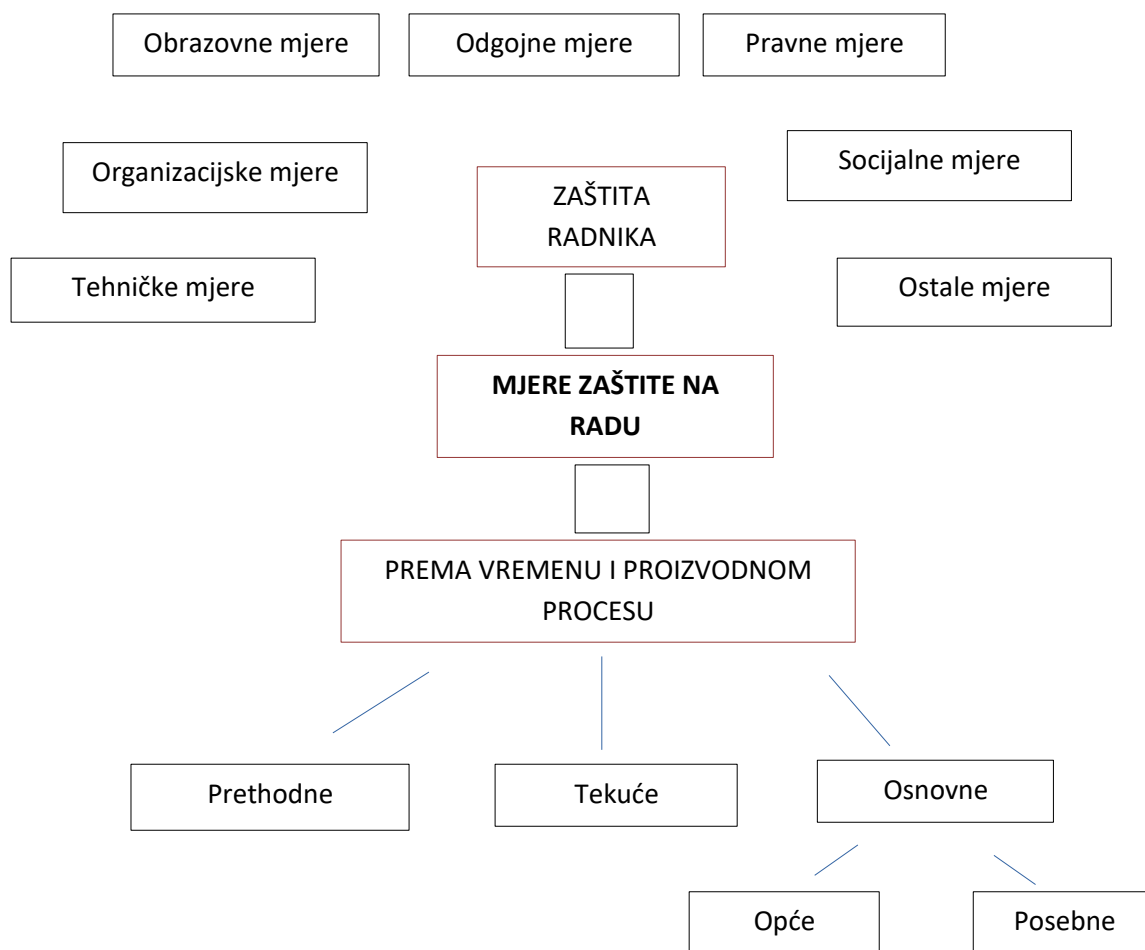 Obrazovne mjere
Odgojne mjere
Pravne mjere
Organizacijske mjere
Socijalne mjere
ZAŠTITA
RADNIKA
Tehničke mjere
Ostale mjere
MJERE ZAŠTITE NA
RADU
PREMA VREMENU I PROIZVODNOM
PROCESU
Prethodne
Tekuće
Osnovne
Opće
Posebne